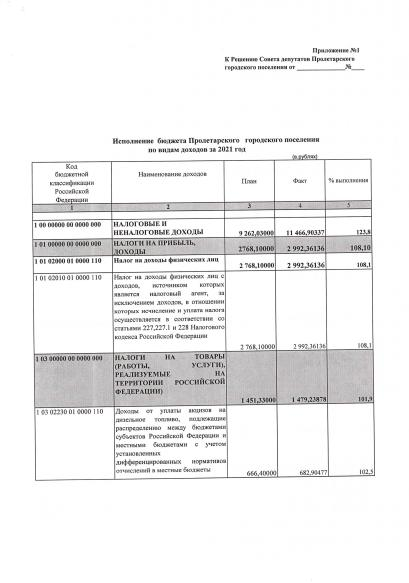 Приложение №1
К Решению Совета депутатов Пролетарского
городского поселения от _______________№____
Исполнение бюджета Пролетарского городского поселения
по видам доходов за 2021 год
(в рублях)
Код
бюджетной
классификации
Российской
Федерации
Наименование доходов
План
Факт
% выполнения
1 2 3 4 5
1 00 00000 00 0000 000
НАЛОГОВЫЕ И
НЕНАЛОГОВЫЕ ДОХОДЫ
9 262,03000 11 466,90337 123,8
1 01 00000 00 0000 000
НАЛОГИ НА ПРИБЫЛЬ,
ДОХОДЫ
2768,10000 2 992,36136 108,10
1 01 02000 01 0000 110
Налог на доходы физических лиц
2 768,10000 2 992,36136 108,1
1 01 02010 01 0000 110
Налог на доходы физических лиц с
доходов, источником которых
является налоговый агент, за
исключением доходов, в отношении
которых исчисление и уплата налога
осуществляется в соответствии со
статьями 227,227.1 и 228 Налогового
кодекса Российской Федерации
2 768,10000 2 992,36136 108,1
1 03 00000 00 0000 000
НАЛОГИ НА ТОВАРЫ
(РАБОТЫ, УСЛУГИ),
РЕАЛИЗУЕМЫЕ НА
ТЕРРИТОРИИ РОССИЙСКОЙ
ФЕДЕРАЦИИ)
1 451,33000 1 479,23878 101,9
1 03 02230 01 0000 110
Доходы от уплаты акцизов на
дизельное топливо, подлежащие
распределению между бюджетами
субъектов Российской Федерации и
местными бюджетами с учетом
установленных
дифференцированных нормативов
отчислений в местные бюджеты
666,40000 682,90477 102,5